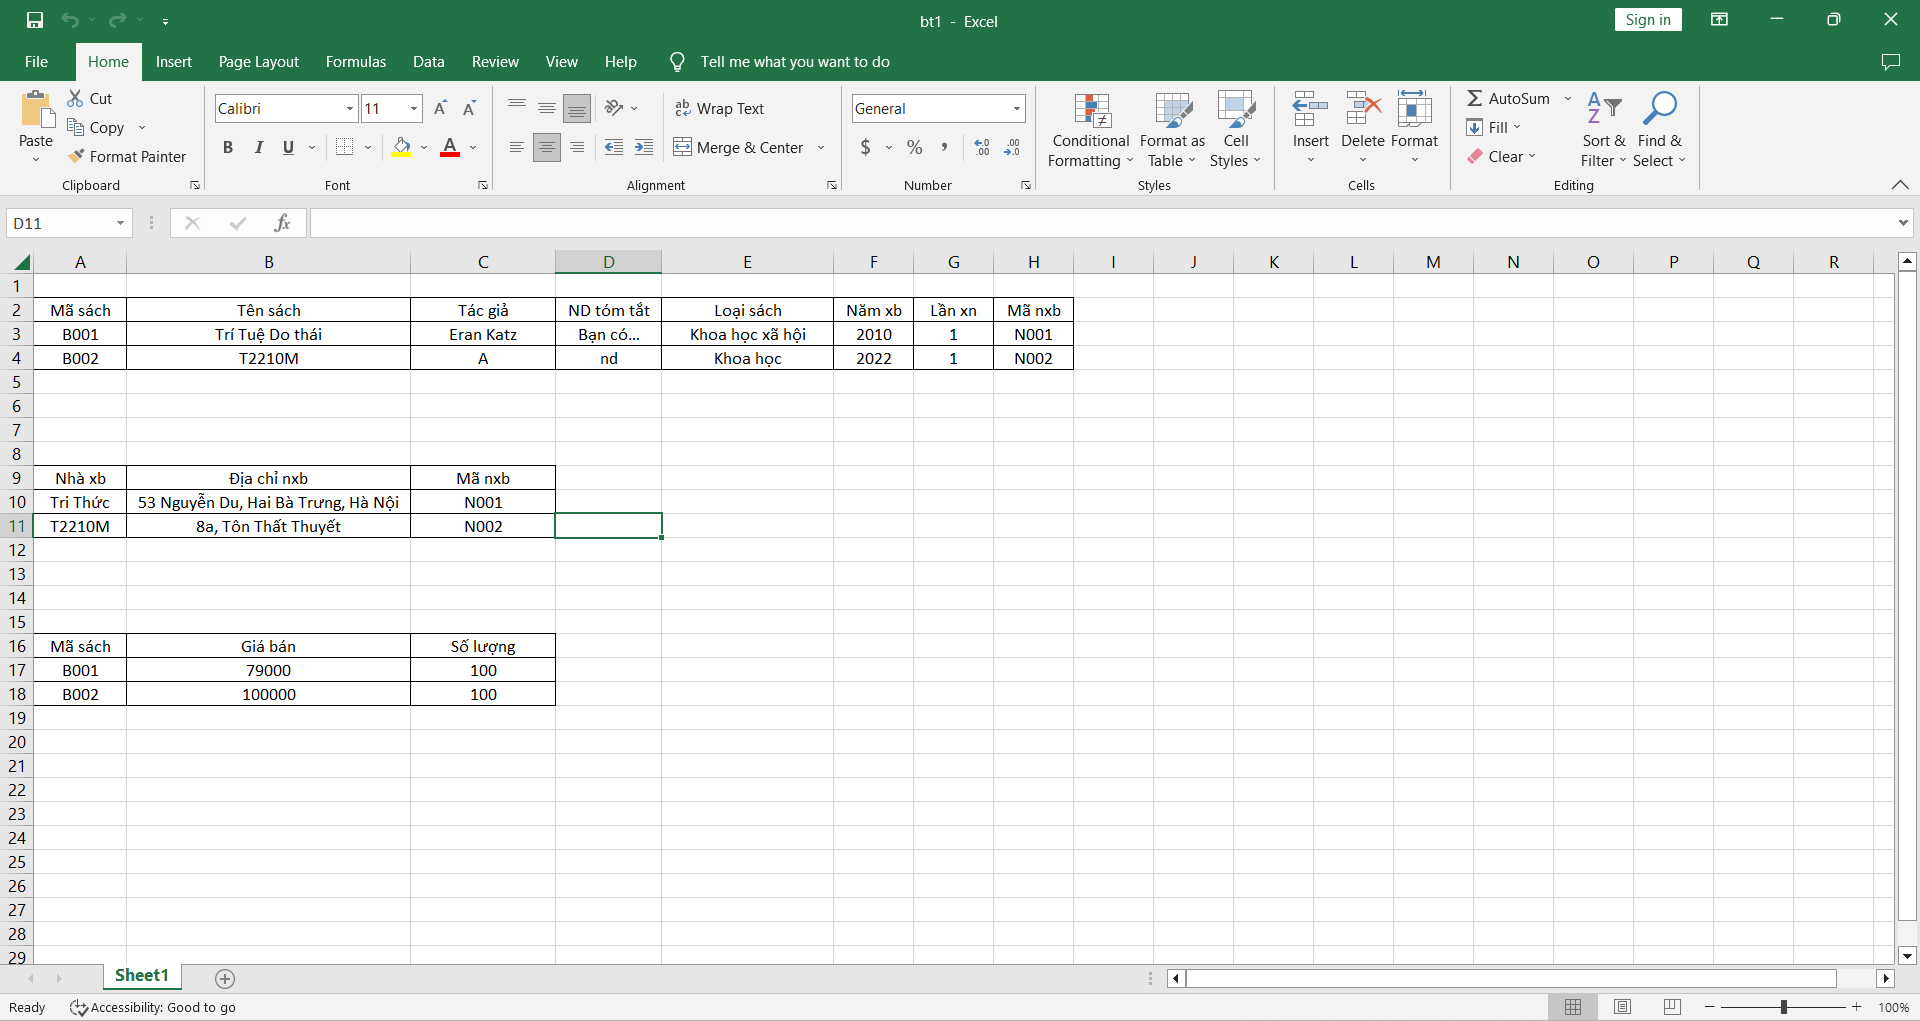 bt1 - Excel
Sign in
File Home Insert Page Layout Formulas Data Review View Help Tell me what you want to do
Paste
Cut
Copy
Format Painter
Clipboard
Calibri 11
B I U
Font
Wrap Text
Merge & Center
Alignment
General
$ % ,
Number
Conditional Formatting
Format as Table
Cell Styles
Styles
Insert Delete Format
Cells
AutoSum
Fill
Clear
Sort & Filter
Find & Select
Editing
D11 fx
A B C D E F G H I J K L M N O P Q R
1
2 Mã sách Tên sách Tác giả ND tóm tắt Loại sách Năm xb Lần xn Mã nxb
3 B001 Trí Tuệ Do thái Eran Katz Bạn có... Khoa học xã hội 2010 1 N001
4 B002 T2210M A nd Khoa học 2022 1 N002
5
6
7
8
9 Nhà xb Địa chỉ nxb Mã nxb
10 Tri Thức 53 Nguyễn Du, Hai Bà Trưng, Hà Nội N001
11 T2210M 8a, Tôn Thất Thuyết N002
12
13
14
15
16 Mã sách Giá bán Số lượng
17 B001 79000 100
18 B002 100000 100
19
20
21
22
23
24
25
26
27
28
29
Sheet1
Ready Accessibility: Good to go 100%